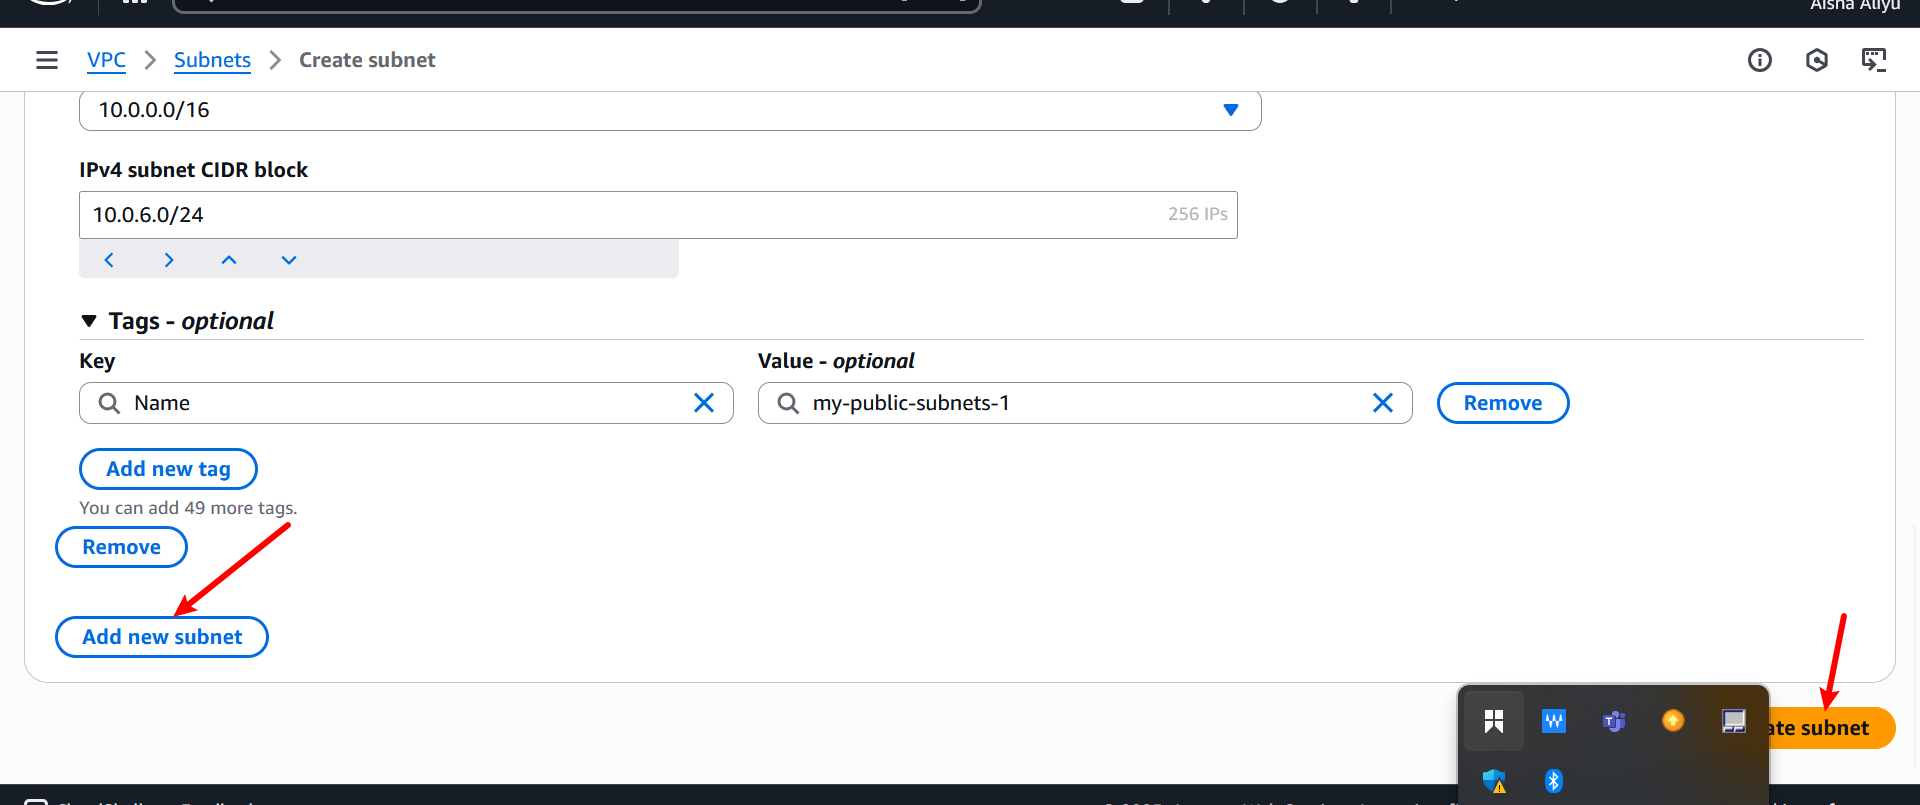 Aisha Aliyu
VPC > Subnets > Create subnet
10.0.0.0/16
IPv4 subnet CIDR block
10.0.6.0/24 256 IPs
Tags - optional
Key Value - optional
Name my-public-subnets-1 Remove
Add new tag
You can add 49 more tags.
Remove
Add new subnet
ate subnet